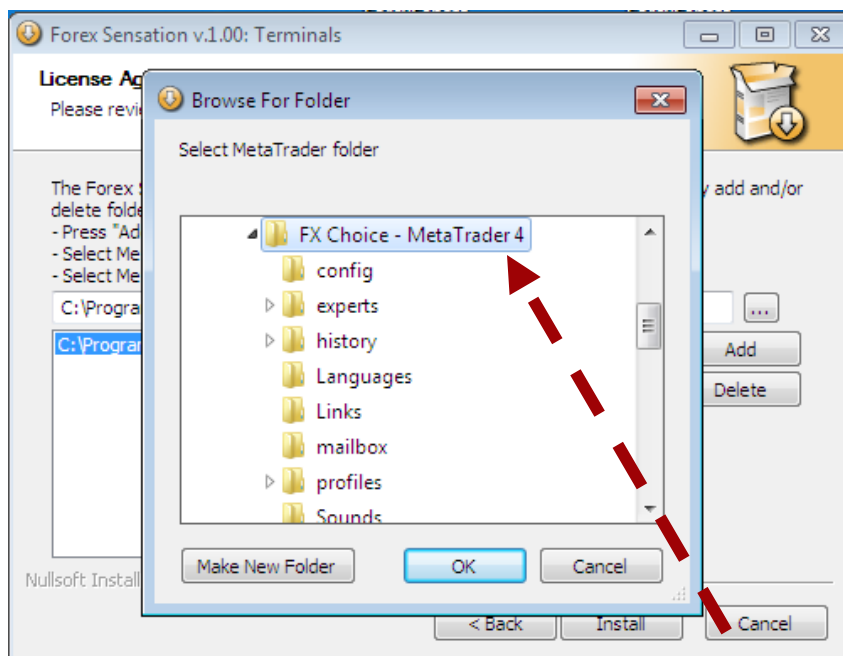 Forex Sensation v.1.00: Terminals
License Ag
Please revi
Browse For Folder
Select MetaTrader folder
The Forex S
y add and/or
delete folde
- Press "Ad
- Select Me
- Select Me
C:\Progra
...
C:\Program
Add
Delete
FX Choice - MetaTrader 4
config
experts
history
Languages
Links
mailbox
profiles
Sounds
Make New Folder
OK
Cancel
Nullsoft Install
< Back
Install
Cancel